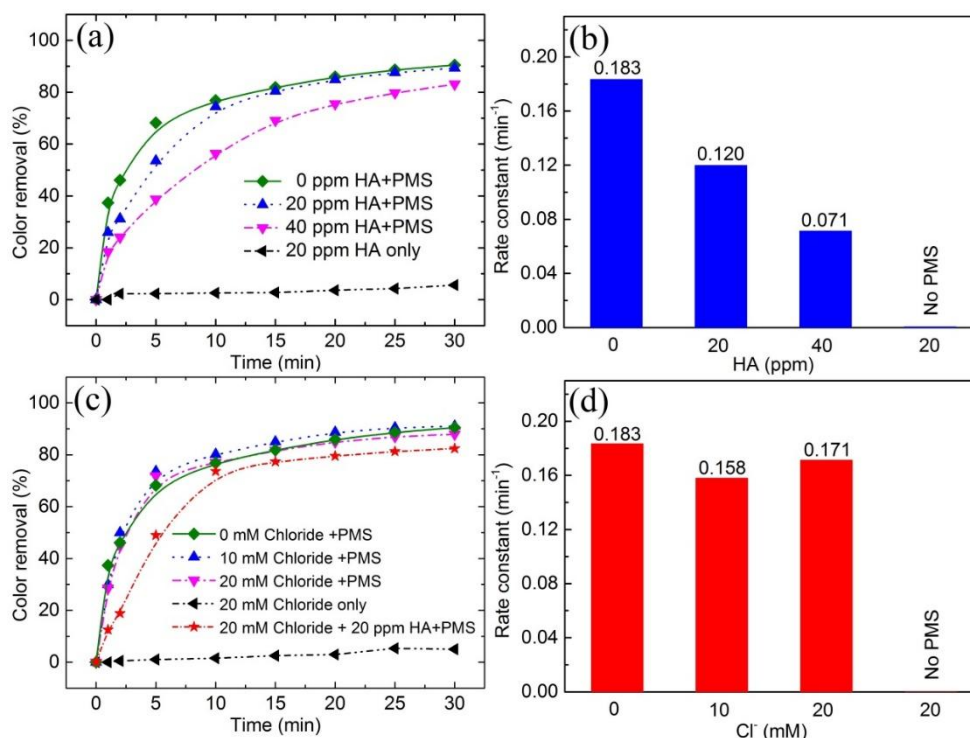 (a)
100
80
60
40
20
0
Color removal (%)
0 ppm HA+PMS
20 ppm HA+PMS
40 ppm HA+PMS
20 ppm HA only
0 5 10 15 20 25 30
Time (min)
(b)
0.20
0.16
0.12
0.08
0.04
0.00
Rate constant (min⁻¹)
0.183
0.120
0.071
No PMS
0 20 40 20
HA (ppm)
(c)
100
80
60
40
20
0
Color removal (%)
0 mM Chloride +PMS
10 mM Chloride +PMS
20 mM Chloride +PMS
20 mM Chloride only
20 mM Chloride + 20 ppm HA+PMS
0 5 10 15 20 25 30
Time (min)
(d)
0.20
0.16
0.12
0.08
0.04
0.00
Rate constant (min⁻¹)
0.183
0.158
0.171
No PMS
0 10 20 20
Cl⁻ (mM)